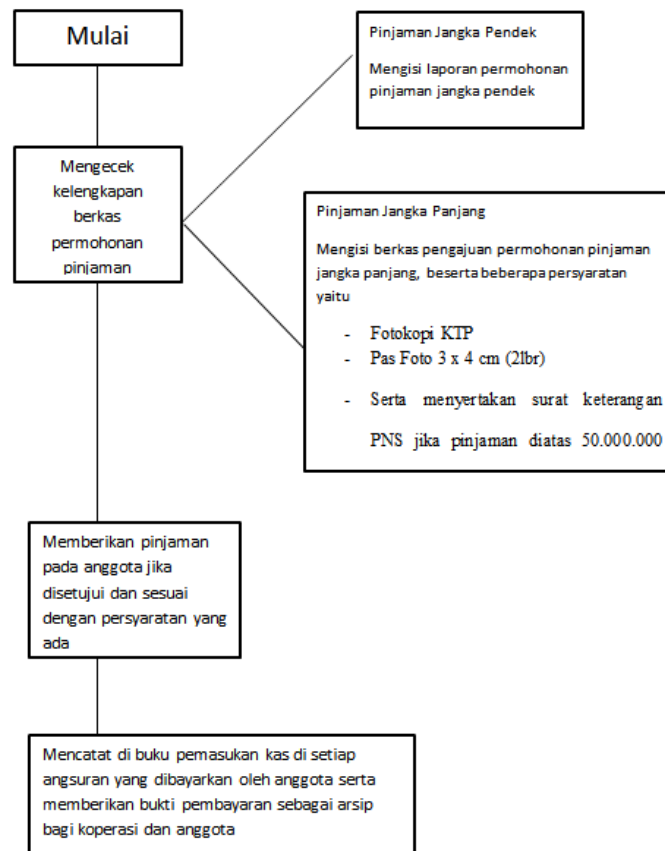 Mulai
Pinjaman Jangka Pendek
Mengisi laporan permohonan
pinjaman jangka pendek
Mengecek
kelengkapan
berkas
permohonan
pinjaman
Pinjaman Jangka Panjang
Mengisi berkas pengajuan permohonan pinjaman
jangka panjang, beserta beberapa persyaratan
yaitu
- Fotokopi KTP
- Pas Foto 3 x 4 cm (2lbr)
- Serta menyertakan surat keterangan
PNS jika pinjaman diatas 50.000.000
Memberikan pinjaman
pada anggota jika
disetujui dan sesuai
dengan persyaratan yang
ada
Mencatat di buku pemasukan kas di setiap
angsuran yang dibayarkan oleh anggota serta
memberikan bukti pembayaran sebagai arsip
bagi koperasi dan anggota